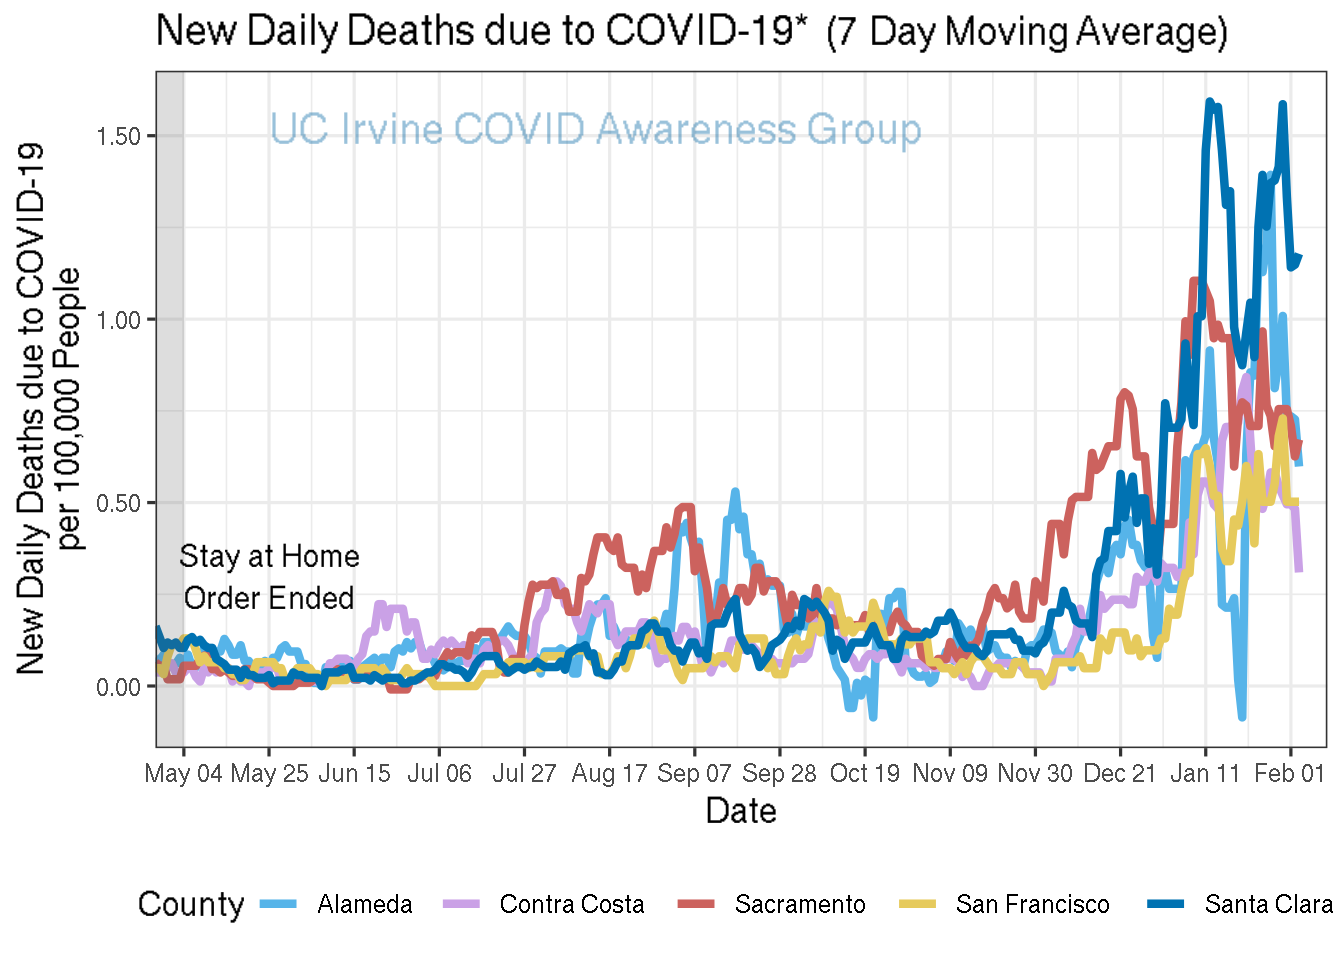 New Daily Deaths due to COVID-19* (7 Day Moving Average)
UC Irvine COVID Awareness Group
New Daily Deaths due to COVID-19
per 100,000 People
1.50
1.00
0.50
0.00
Stay at Home
Order Ended
May 04 May 25 Jun 15 Jul 06 Jul 27 Aug 17 Sep 07 Sep 28 Oct 19 Nov 09 Nov 30 Dec 21 Jan 11 Feb 01
Date
County Alameda Contra Costa Sacramento San Francisco Santa Clara